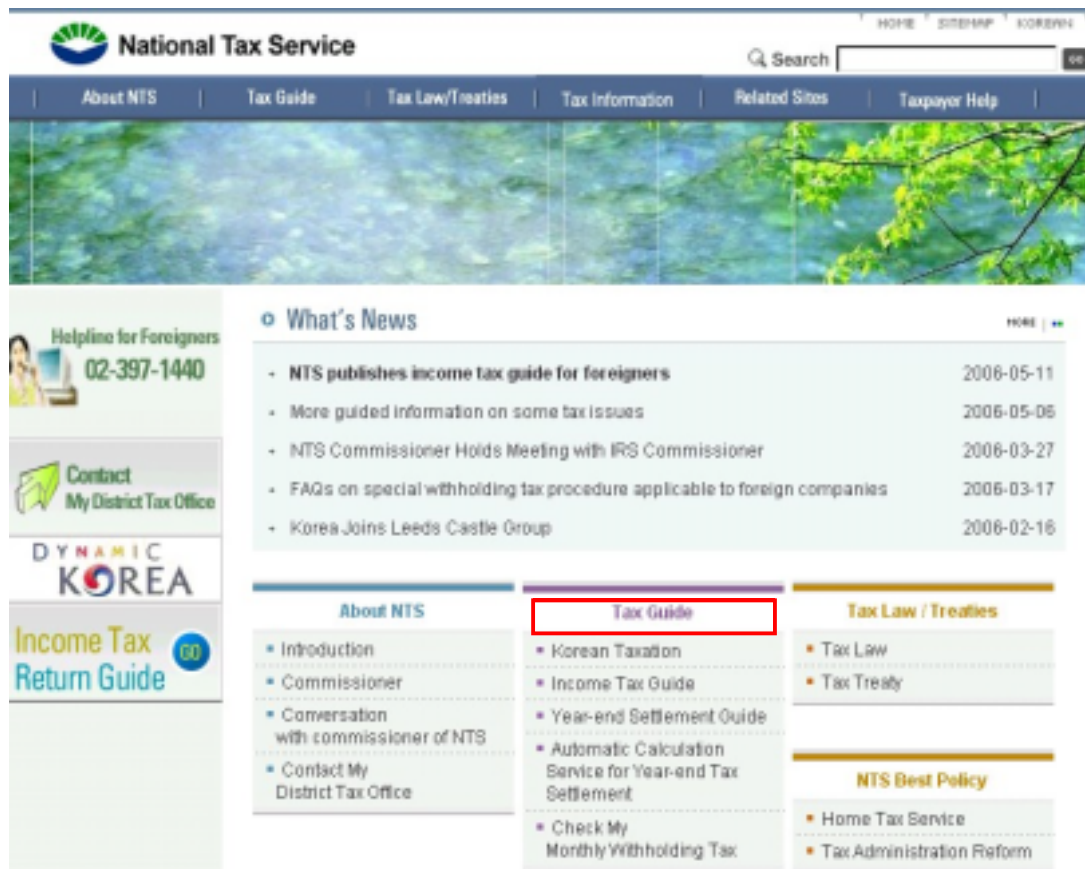 HOME SITEMAP KOREAN
National Tax Service
Search
GO
About NTS Tax Guide Tax Law/Treaties Tax Information Related Sites Taxpayer Help
Helpline for Foreigners
02-397-1440
Contact
My District Tax Office
DYNAMIC
KOREA
Income Tax GO
Return Guide
What's News MORE
NTS publishes income tax guide for foreigners 2006-05-11
More guided information on some tax issues 2006-05-06
NTS Commissioner Holds Meeting with IRS Commissioner 2006-03-27
FAQs on special withholding tax procedure applicable to foreign companies 2006-03-17
Korea Joins Leeds Castle Group 2006-02-16
About NTS
Introduction
Commissioner
Conversation
with commissioner of NTS
Contact My
District Tax Office
Tax Guide
Korean Taxation
Income Tax Guide
Year-end Settlement Guide
Automatic Calculation
Service for Year-end Tax
Settlement
Check My
Monthly Withholding Tax
Tax Law / Treaties
Tax Law
Tax Treaty
NTS Best Policy
Home Tax Service
Tax Administration Reform